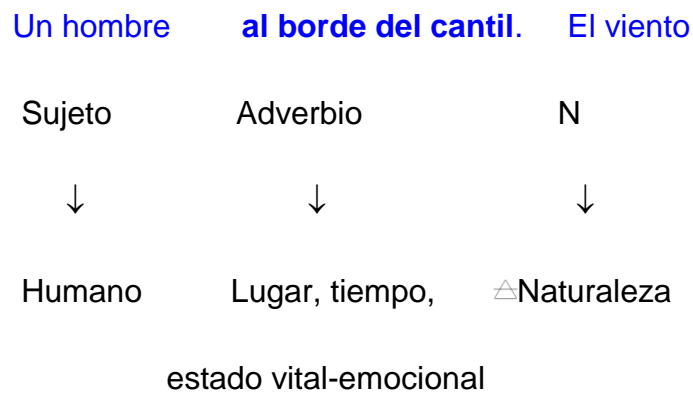 Un hombre al borde del cantil. El viento
Sujeto Adverbio N
↓ ↓ ↓
Humano Lugar, tiempo, 🜁Naturaleza
estado vital-emocional